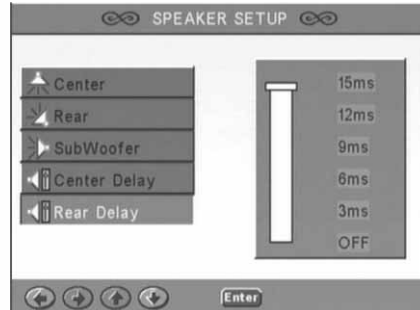 SPEAKER SETUP
Center
Rear
SubWoofer
Center Delay
Rear Delay
15ms
12ms
9ms
6ms
3ms
OFF
Enter